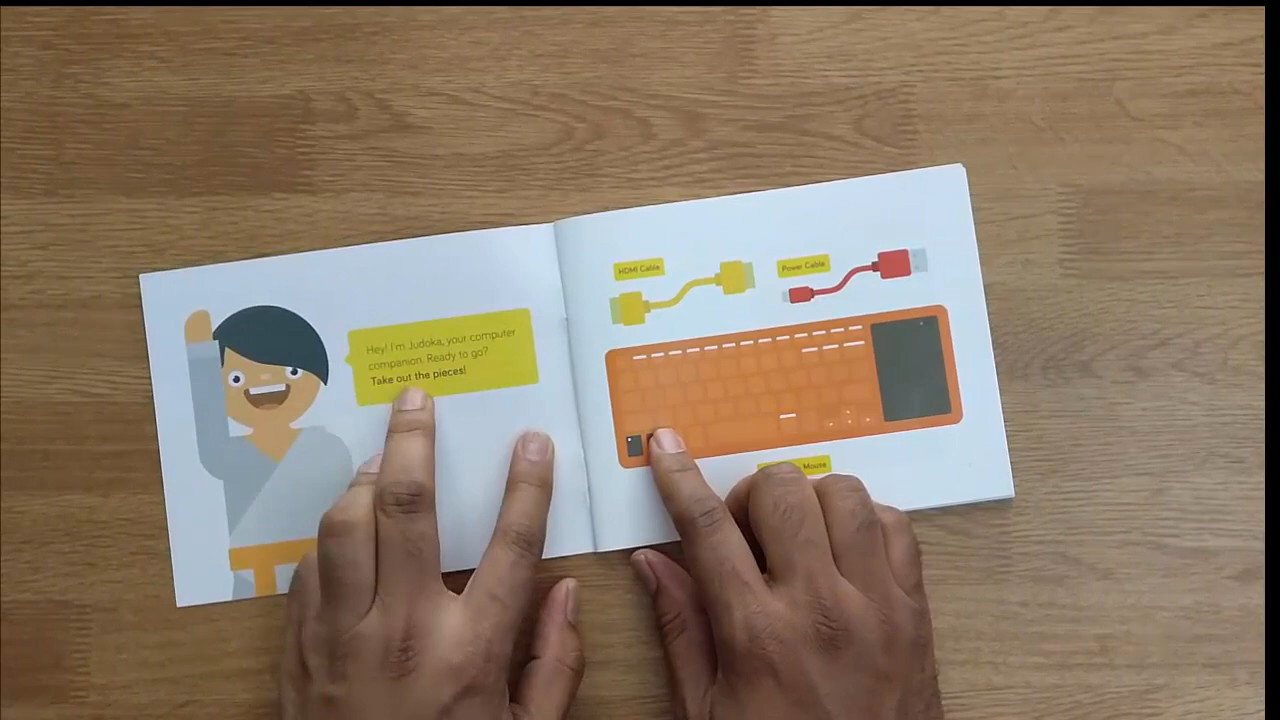 Hey! I'm Judoka, your computer
companion. Ready to go?
Take out the pieces!
HDMI Cable
Power Cable
Mouse